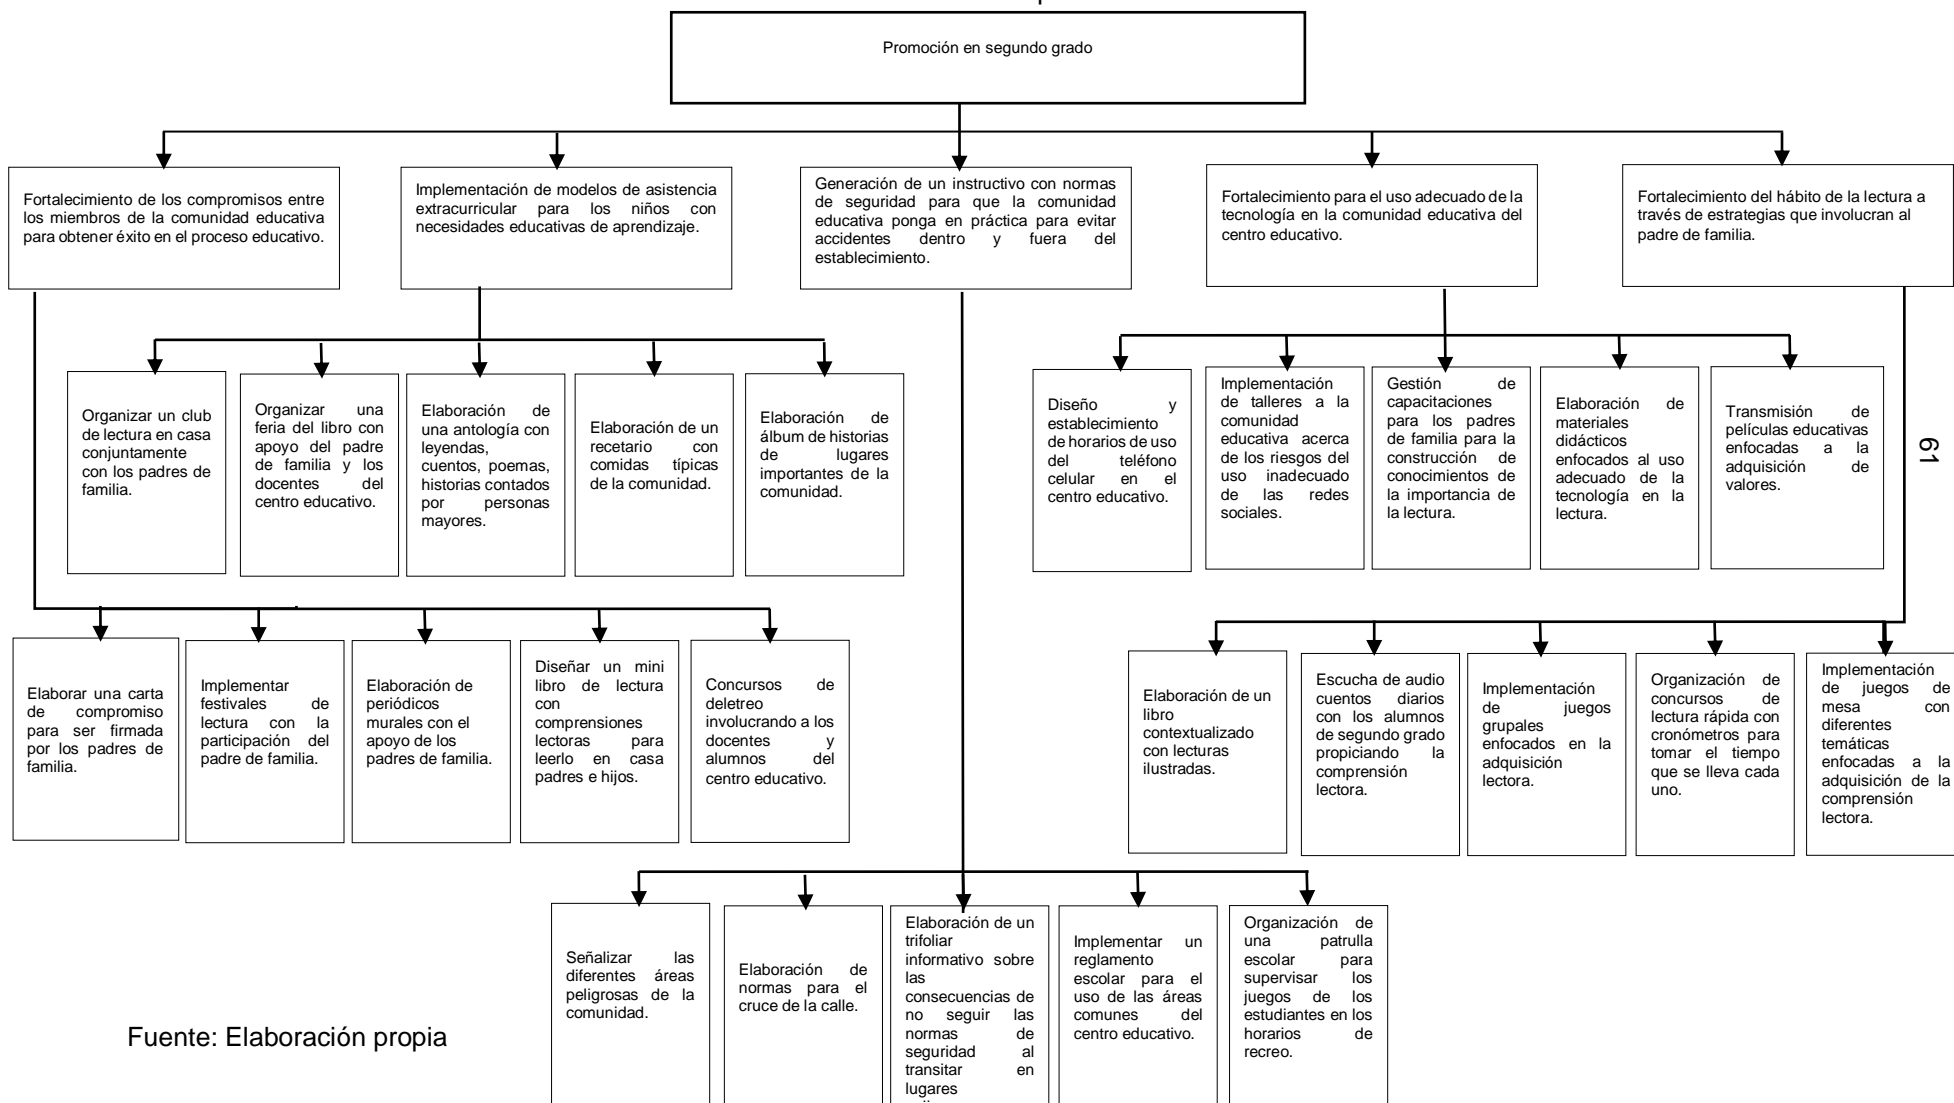 Promoción en segundo grado
Fortalecimiento de los compromisos entre
los miembros de la comunidad educativa
para obtener éxito en el proceso educativo.
Implementación de modelos de asistencia
extracurricular para los niños con
necesidades educativas de aprendizaje.
Generación de un instructivo con normas
de seguridad para que la comunidad
educativa ponga en práctica para evitar
accidentes dentro y fuera del
establecimiento.
Fortalecimiento para el uso adecuado de la
tecnología en la comunidad educativa del
centro educativo.
Fortalecimiento del hábito de la lectura a
través de estrategias que involucran al
padre de familia.
Organizar un club
de lectura en casa
conjuntamente
con los padres de
familia.
Organizar una
feria del libro con
apoyo del padre
de familia y los
docentes del
centro educativo.
Elaboración de
una antología con
leyendas,
cuentos, poemas,
historias contados
por personas
mayores.
Elaboración de un
recetario con
comidas típicas
de la comunidad.
Elaboración de
álbum de historias
de lugares
importantes de la
comunidad.
Diseño y
establecimiento
de horarios de uso
del teléfono
celular en el
centro educativo.
Implementación
de talleres a la
comunidad
educativa acerca
de los riesgos del
uso inadecuado
de las redes
sociales.
Gestión de
capacitaciones
para los padres
de familia para la
construcción de
conocimientos de
la importancia de
la lectura.
Elaboración de
materiales
didácticos
enfocados al uso
adecuado de la
tecnología en la
lectura.
Transmisión de
películas educativas
enfocadas a la
adquisición de
valores.
61
Elaborar una carta
de compromiso
para ser firmada
por los padres de
familia.
Implementar
festivales de
lectura con la
participación del
padre de familia.
Elaboración de
periódicos
murales con el
apoyo de los
padres de familia.
Diseñar un mini
libro de lectura
con
comprensiones
lectoras para
leerlo en casa
padres e hijos.
Concursos de
deletreo
involucrando a los
docentes y
alumnos del
centro educativo.
Elaboración de un
libro
contextualizado
con lecturas
ilustradas.
Escucha de audio
cuentos diarios
con los alumnos
de segundo grado
propiciando la
comprensión
lectora.
Implementación
de juegos
grupales
enfocados en la
adquisición
lectora.
Organización de
concursos de
lectura rápida con
cronómetros para
tomar el tiempo
que se lleva cada
uno.
Implementación
de juegos de
mesa con
diferentes
temáticas
enfocadas a la
adquisición de la
comprensión
lectora.
Señalizar las
diferentes áreas
peligrosas de la
comunidad.
Elaboración de
normas para el
cruce de la calle.
Elaboración de un
trifoliar
informativo sobre
las
consecuencias de
no seguir las
normas de
seguridad al
transitar en
lugares
Implementar un
reglamento
escolar para el
uso de las áreas
comunes del
centro educativo.
Organización de
una patrulla
escolar para
supervisar los
juegos de los
estudiantes en los
horarios de
recreo.
Fuente: Elaboración propia